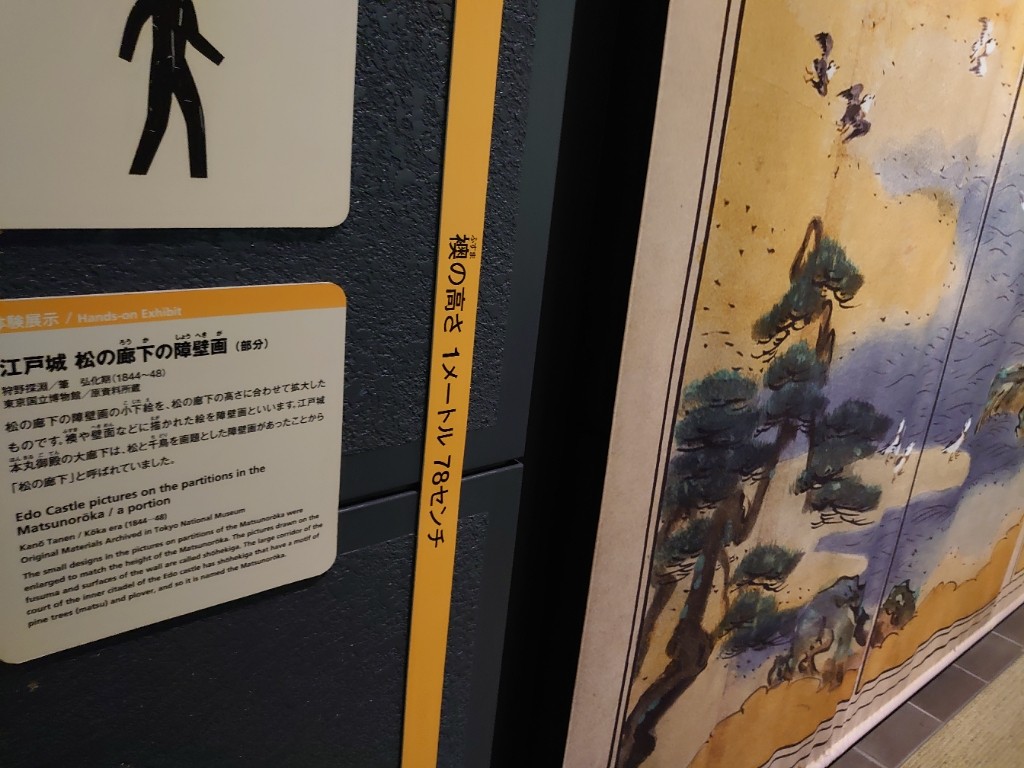 体験展示 / Hands-on Exhibit
江戸城 松の廊下の障壁画（部分）
狩野探淵／筆 弘化期（1844～48）
東京国立博物館／原資料所蔵
松の廊下の障壁画の小下絵を、松の廊下の高さに合わせて拡大した
ものです。襖や壁面などに描かれた絵を障壁画といいます。江戸城
本丸御殿の大廊下は、松と千鳥を画題とした障壁画があったことから
「松の廊下」と呼ばれていました。
Edo Castle pictures on the partitions in the
Matsunorōka / a portion
Kanō Tanen / Kōka era (1844–48)
Original Materials Archived in Tokyo National Museum
The small designs in the pictures on partitions of the Matsunorōka were
enlarged to match the height of the Matsunorōka. The pictures drawn on the
fusuma and surfaces of the wall are called shōhekiga. The large corridor of the
court of the inner citadel of the Edo castle has shōhekiga that have a motif of
pine trees (matsu) and plover, and so it is named the Matsunorōka.
襖の高さ 1メートル 78センチ